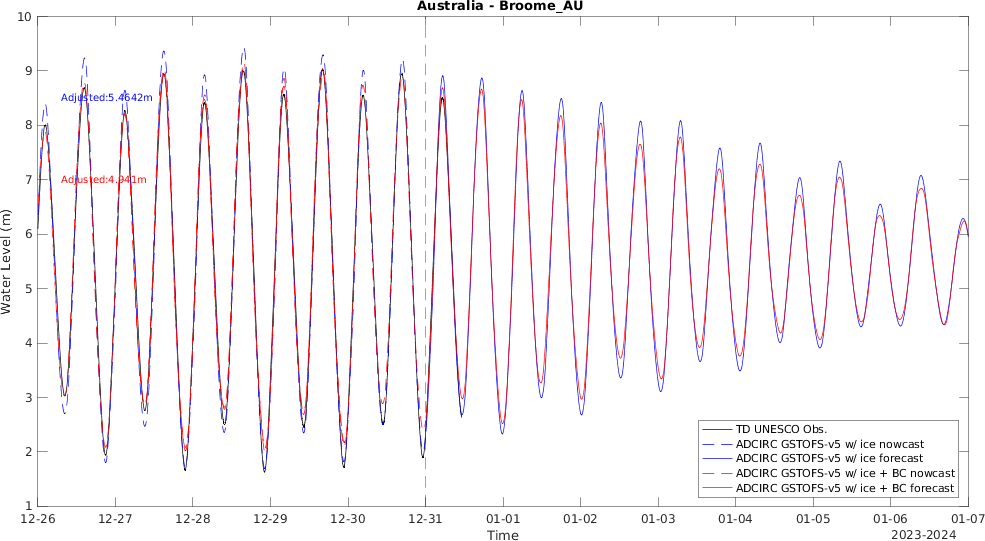 Australia - Broome_AU
10
9
8
7
6
5
4
3
2
1
Water Level (m)
Adjusted:5.4642m
Adjusted:4.941m
TD UNESCO Obs.
ADCIRC GSTOFS-v5 w/ ice nowcast
ADCIRC GSTOFS-v5 w/ ice forecast
ADCIRC GSTOFS-v5 w/ ice + BC nowcast
ADCIRC GSTOFS-v5 w/ ice + BC forecast
12-26 12-27 12-28 12-29 12-30 12-31 01-01 01-02 01-03 01-04 01-05 01-06 01-07
Time
2023-2024